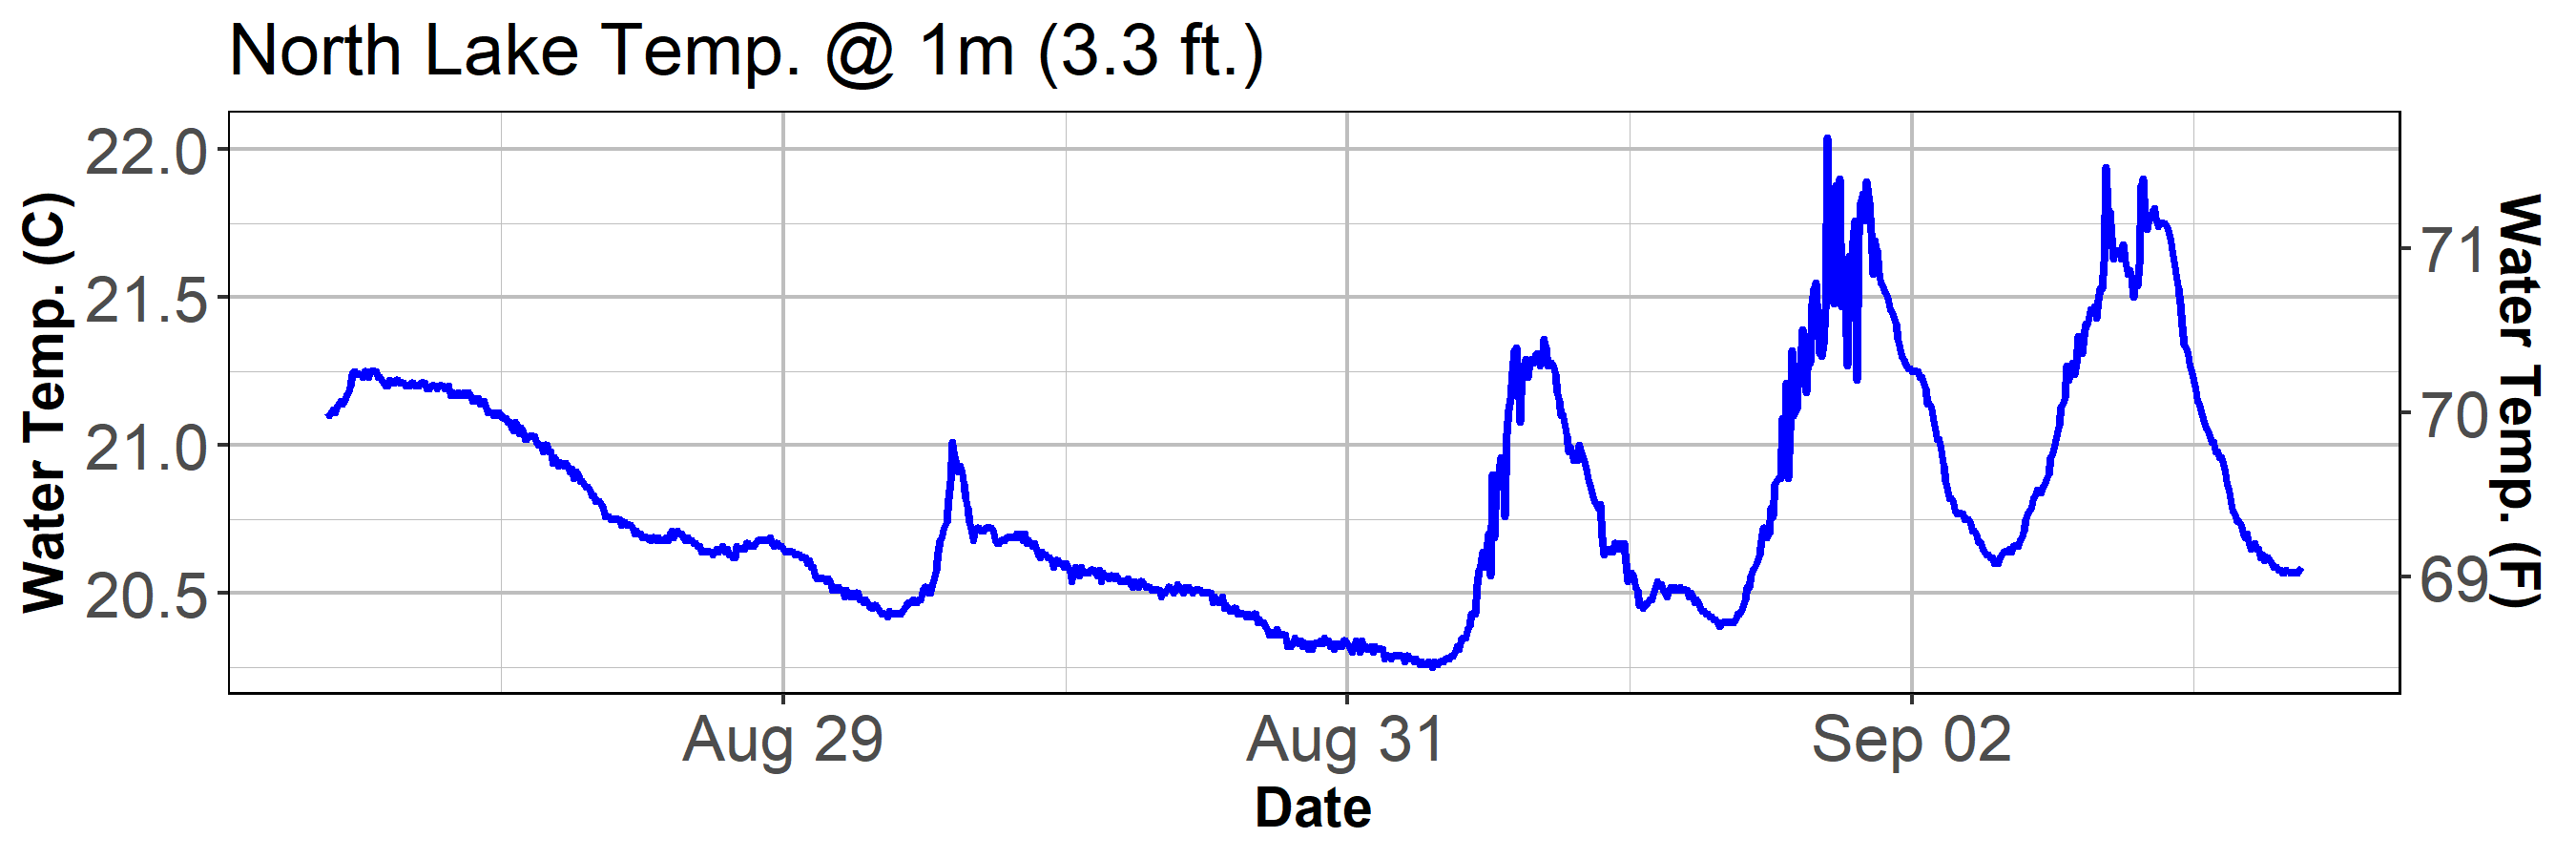 North Lake Temp. @ 1m (3.3 ft.)
22.0
21.5
21.0
20.5
Water Temp. (C)
71
70
69
Water Temp. (F)
Aug 29
Aug 31
Sep 02
Date